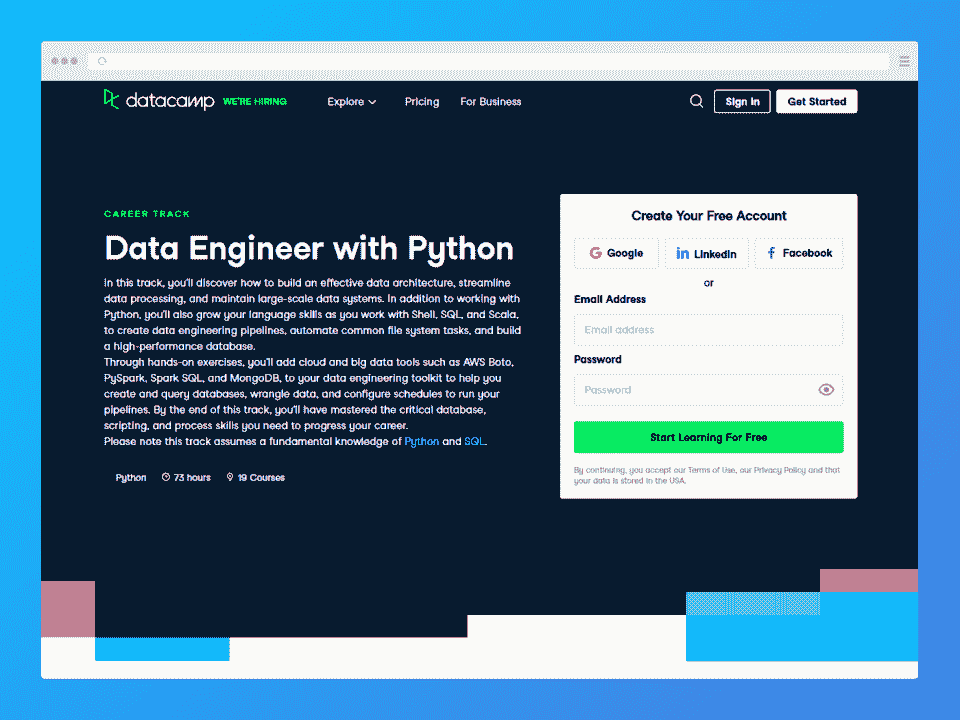 datacamp WE'RE HIRING Explore Pricing For Business Sign In Get Started
CAREER TRACK
Data Engineer with Python
In this track, you'll discover how to build an effective data architecture, streamline
data processing, and maintain large-scale data systems. In addition to working with
Python, you'll also grow your language skills as you work with Shell, SQL, and Scala,
to create data engineering pipelines, automate common file system tasks, and build
a high-performance database.
Through hands-on exercises, you'll add cloud and big data tools such as AWS Boto,
PySpark, Spark SQL, and MongoDB, to your data engineering toolkit to help you
create and query databases, wrangle data, and configure schedules to run your
pipelines. By the end of this track, you'll have mastered the critical database,
scripting, and process skills you need to progress your career.
Please note this track assumes a fundamental knowledge of Python and SQL.
Python 73 hours 19 Courses
Create Your Free Account
Google LinkedIn Facebook
or
Email Address
Email address
Password
Password
Start Learning For Free
By continuing, you accept our Terms of Use, our Privacy Policy and that
your data is stored in the USA.